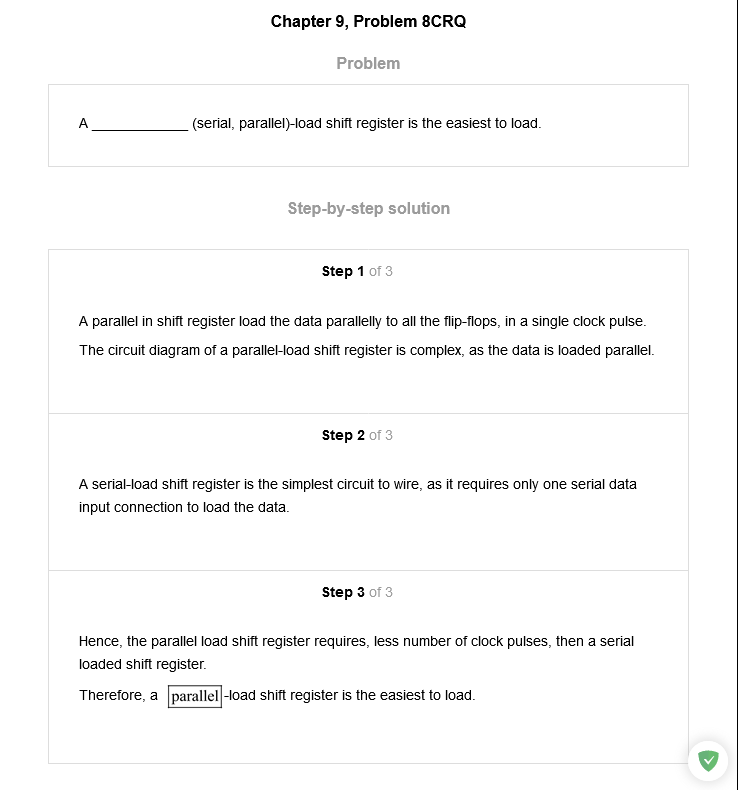 Chapter 9, Problem 8CRQ
Problem
A ____________ (serial, parallel)-load shift register is the easiest to load.
Step-by-step solution
Step 1 of 3
A parallel in shift register load the data parallelly to all the flip-flops, in a single clock pulse.
The circuit diagram of a parallel-load shift register is complex, as the data is loaded parallel.
Step 2 of 3
A serial-load shift register is the simplest circuit to wire, as it requires only one serial data
input connection to load the data.
Step 3 of 3
Hence, the parallel load shift register requires, less number of clock pulses, then a serial
loaded shift register.
Therefore, a parallel-load shift register is the easiest to load.